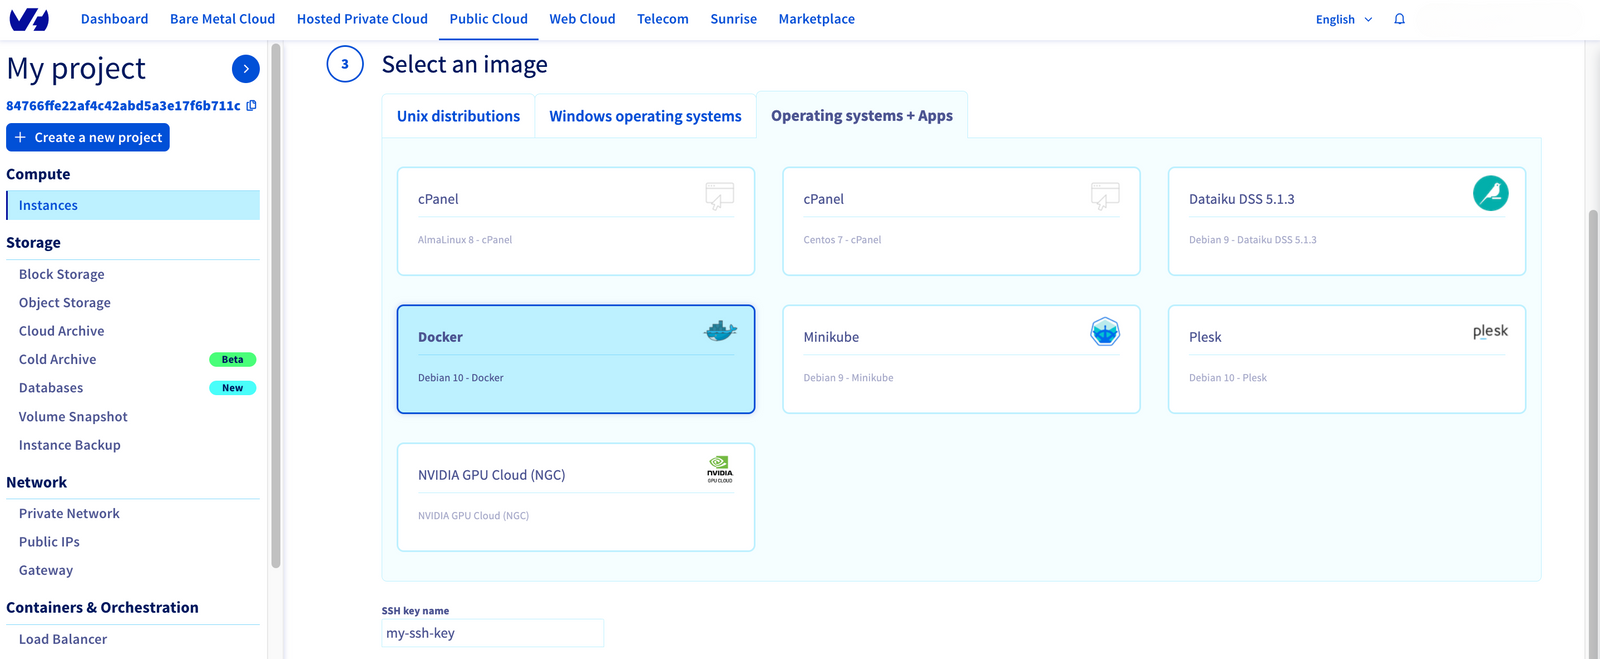 Dashboard
Bare Metal Cloud
Hosted Private Cloud
Public Cloud
Web Cloud
Telecom
Sunrise
Marketplace
English
My project
84766ffe22af4c42abd5a3e17f6b711c
+ Create a new project
Compute
Instances
Storage
Block Storage
Object Storage
Cloud Archive
Cold Archive
Beta
Databases
New
Volume Snapshot
Instance Backup
Network
Private Network
Public IPs
Gateway
Containers & Orchestration
Load Balancer
3
Select an image
Unix distributions
Windows operating systems
Operating systems + Apps
cPanel
AlmaLinux 8 - cPanel
cPanel
Centos 7 - cPanel
Dataiku DSS 5.1.3
Debian 9 - Dataiku DSS 5.1.3
Docker
Debian 10 - Docker
Minikube
Debian 9 - Minikube
Plesk
plesk
Debian 10 - Plesk
NVIDIA GPU Cloud (NGC)
NVIDIA
GPU CLOUD
NVIDIA GPU Cloud (NGC)
SSH key name
my-ssh-key